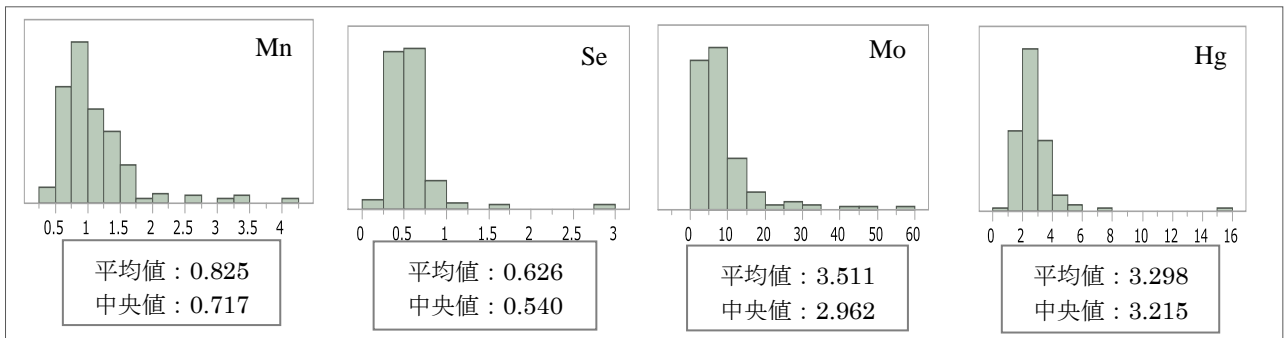 Mn
Se
Mo
Hg
0.5 1 1.5 2 2.5 3 3.5 4
0 0.5 1 1.5 2 2.5 3
0 10 20 30 40 50 60
0 2 4 6 8 10 12 14 16
平均値：0.825
中央値：0.717
平均値：0.626
中央値：0.540
平均値：3.511
中央値：2.962
平均値：3.298
中央値：3.215